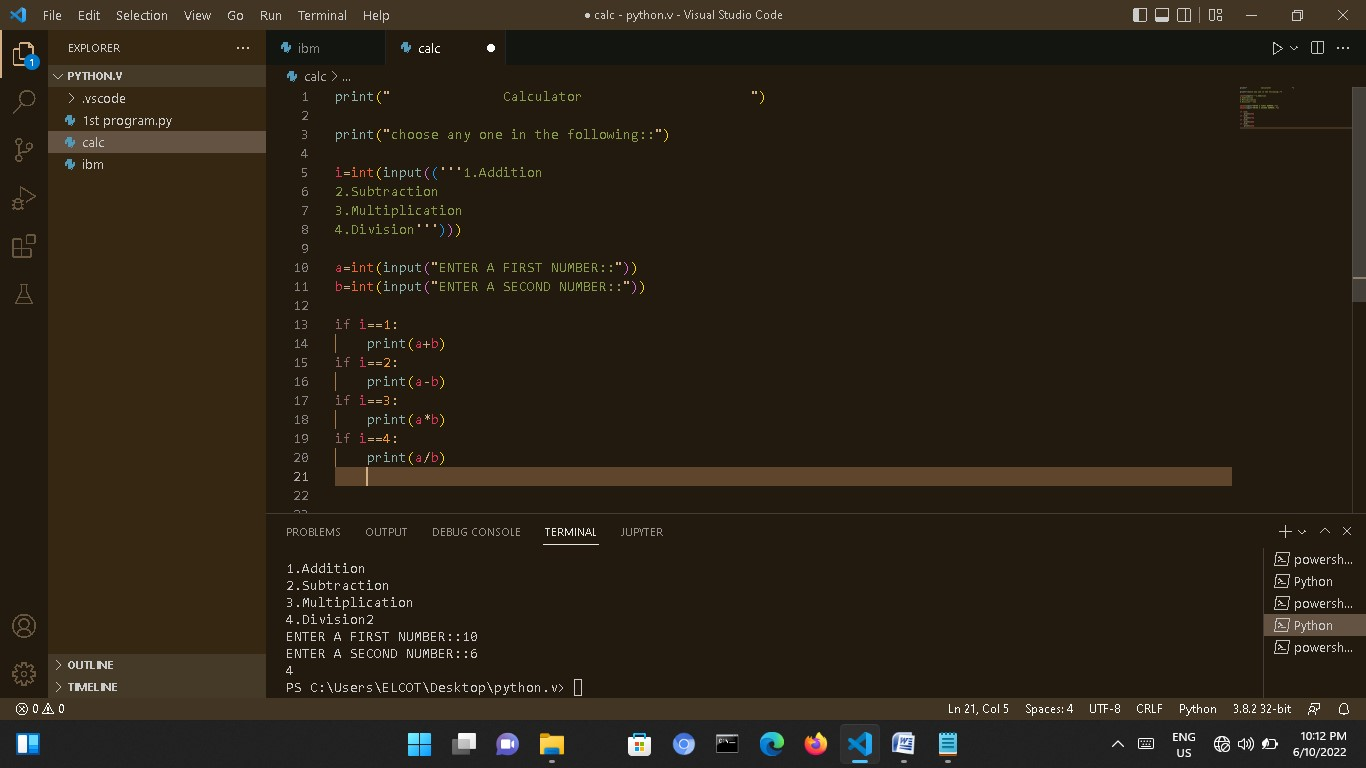 File Edit Selection View Go Run Terminal Help
● calc - python.v - Visual Studio Code
EXPLORER
PYTHON.V
.vscode
1st program.py
calc
ibm
OUTLINE
TIMELINE
1
ibm
calc
calc > ...
1 print("              Calculator                     ")
2
3 print("choose any one in the following::")
4
5 i=int(input(('''1.Addition
6 2.Subtraction
7 3.Multiplication
8 4.Division''')))
9
10 a=int(input("ENTER A FIRST NUMBER::"))
11 b=int(input("ENTER A SECOND NUMBER::"))
12
13 if i==1:
14     print(a+b)
15 if i==2:
16     print(a-b)
17 if i==3:
18     print(a*b)
19 if i==4:
20     print(a/b)
21
22
PROBLEMS OUTPUT DEBUG CONSOLE TERMINAL JUPYTER
1.Addition
2.Subtraction
3.Multiplication
4.Division2
ENTER A FIRST NUMBER::10
ENTER A SECOND NUMBER::6
4
PS C:\Users\ELCOT\Desktop\python.v>
powersh...
Python
powersh...
Python
powersh...
0 0
Ln 21, Col 5 Spaces: 4 UTF-8 CRLF Python 3.8.2 32-bit
ENG
US
10:12 PM
6/10/2022